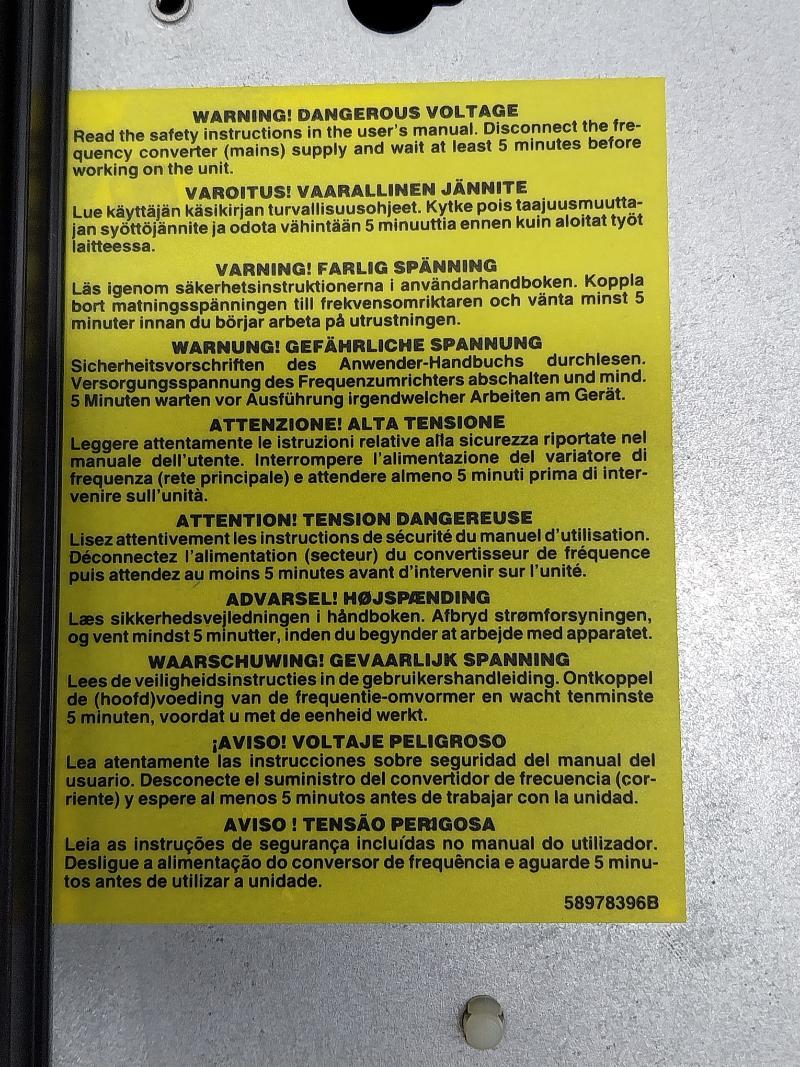 WARNING! DANGEROUS VOLTAGE
Read the safety instructions in the user's manual. Disconnect the fre-
quency converter (mains) supply and wait at least 5 minutes before
working on the unit.
VAROITUS! VAARALLINEN JÄNNITE
Lue käyttäjän käsikirjan turvallisuusohjeet. Kytke pois taajuusmuutta-
jan syöttöjännite ja odota vähintään 5 minuuttia ennen kuin aloitat työt
laitteessa.
VARNING! FARLIG SPÄNNING
Läs igenom säkerhetsinstruktionerna i användarhandboken. Koppla
bort matningsspänningen till frekvensomriktaren och vänta minst 5
minuter innan du börjar arbeta på utrustningen.
WARNUNG! GEFÄHRLICHE SPANNUNG
Sicherheitsvorschriften des Anwender-Handbuchs durchlesen.
Versorgungsspannung des Frequenzumrichters abschalten und mind.
5 Minuten warten vor Ausführung irgendwelcher Arbeiten am Gerät.
ATTENZIONE! ALTA TENSIONE
Leggere attentamente le istruzioni relative alla sicurezza riportate nel
manuale dell'utente. Interrompere l'alimentazione del variatore di
frequenza (rete principale) e attendere almeno 5 minuti prima di inter-
venire sull'unità.
ATTENTION! TENSION DANGEREUSE
Lisez attentivement les instructions de sécurité du manuel d'utilisation.
Déconnectez l'alimentation (secteur) du convertisseur de fréquence
puis attendez au moins 5 minutes avant d'intervenir sur l'unité.
ADVARSEL! HØJSPÆNDING
Læs sikkerhedsvejledningen i håndboken. Afbryd strømforsyningen,
og vent mindst 5 minutter, inden du begynder at arbejde med apparatet.
WAARSCHUWING! GEVAARLIJK SPANNING
Lees de veiligheidsinstructies in de gebruikershandleiding. Ontkoppel
de (hoofd)voeding van de frequentie-omvormer en wacht tenminste
5 minuten, voordat u met de eenheid werkt.
¡AVISO! VOLTAJE PELIGROSO
Lea atentamente las instrucciones sobre seguridad del manual del
usuario. Desconecte el suministro del convertidor de frecuencia (cor-
riente) y espere al menos 5 minutos antes de trabajar con la unidad.
AVISO ! TENSÃO PERIGOSA
Leia as instruções de segurança incluídas no manual do utilizador.
Desligue a alimentação do conversor de frequência e aguarde 5 minu-
tos antes de utilizar a unidade.
58978396B